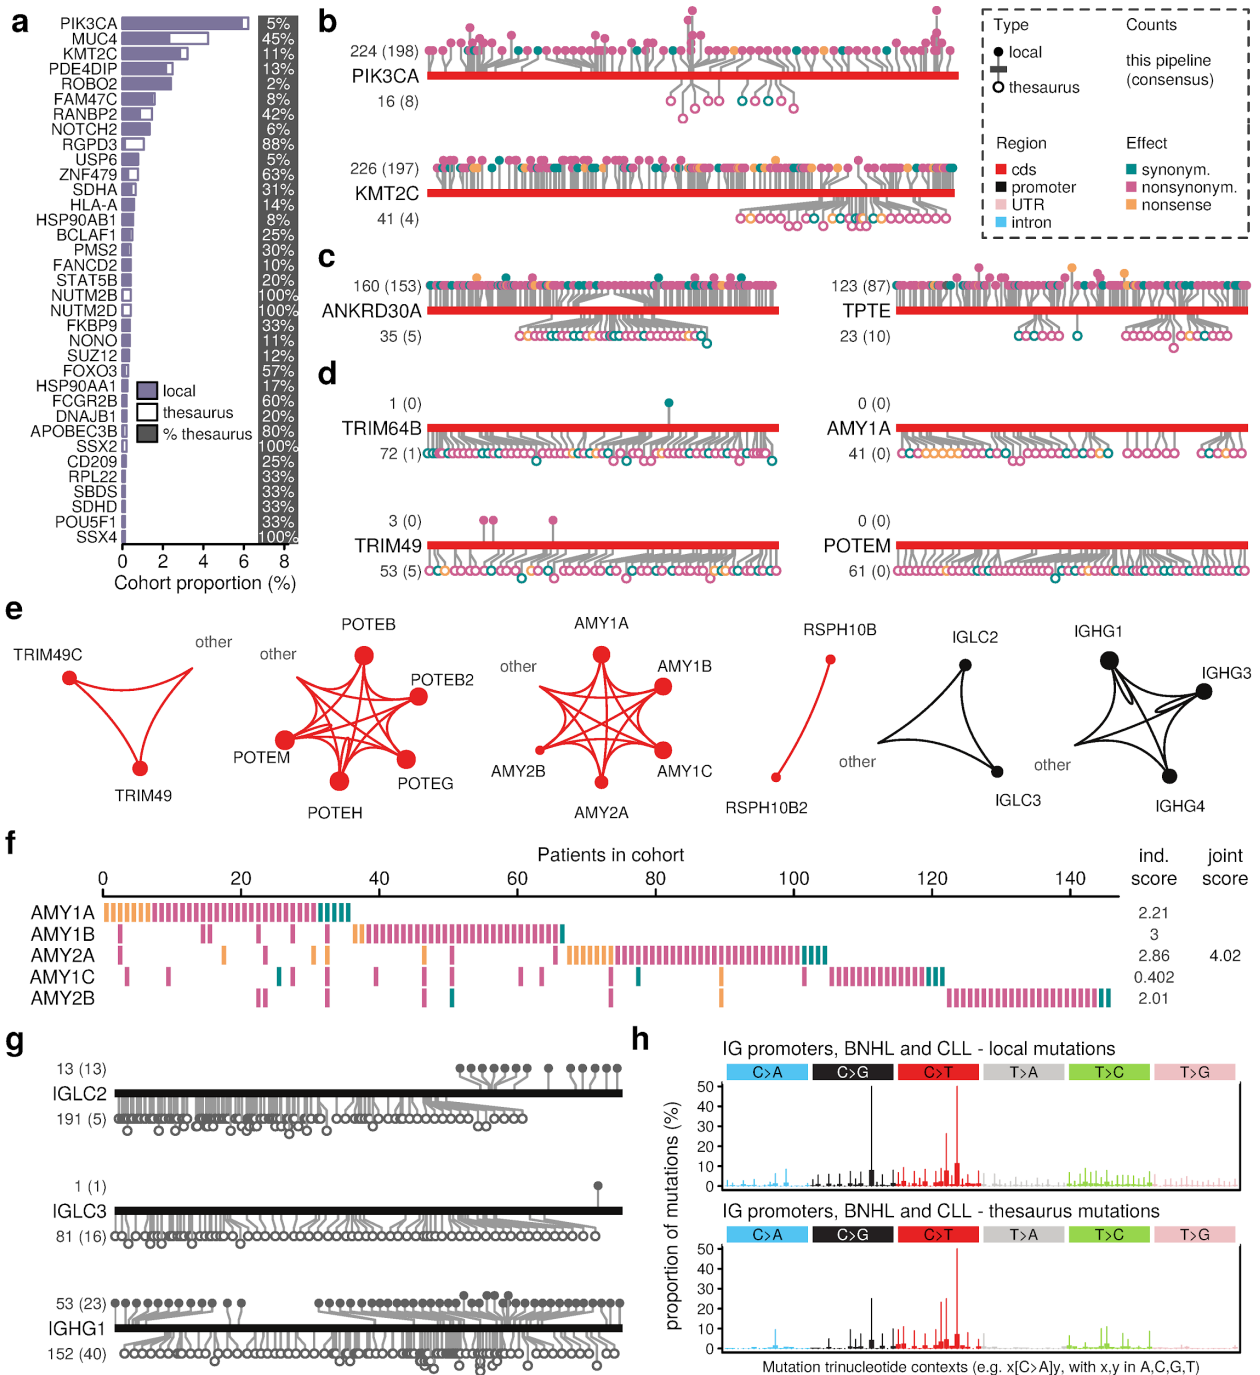 a
PIK3CA 5%
MUC4 45%
KMT2C 11%
PDE4DIP 13%
ROBO2 2%
FAM47C 8%
RANBP2 42%
NOTCH2 6%
RGPD3 88%
USP6 5%
ZNF479 63%
SDHA 31%
HLA-A 14%
HSP90AB1 8%
BCLAF1 25%
PMS2 30%
FANCD2 10%
STAT5B 20%
NUTM2B 100%
NUTM2D 100%
FKBP9 33%
NONO 11%
SUZ12 12%
FOXO3 57%
HSP90AA1 17%
FCGR2B 60%
DNAJB1 20%
APOBEC3B 80%
SSX2 100%
CD209 25%
RPL22 33%
SBDS 33%
SDHD 33%
POU5F1 33%
SSX4 100%
local
thesaurus
% thesaurus
0 2 4 6 8
Cohort proportion (%)
b
224 (198)
PIK3CA
16 (8)
226 (197)
KMT2C
41 (4)
Type
local
thesaurus
Counts
this pipeline
(consensus)
Region
cds
promoter
UTR
intron
Effect
synonym.
nonsynonym.
nonsense
c
160 (153)
ANKRD30A
35 (5)
123 (87)
TPTE
23 (10)
d
1 (0)
TRIM64B
72 (1)
0 (0)
AMY1A
41 (0)
3 (0)
TRIM49
53 (5)
0 (0)
POTEM
61 (0)
e
TRIM49C
other
TRIM49
other
POTEB
POTEB2
POTEM
POTEG
POTEH
other
AMY1A
AMY1B
AMY2B
AMY1C
AMY2A
RSPH10B
RSPH10B2
IGLC2
other
IGLC3
IGHG1
IGHG3
other
IGHG4
f
Patients in cohort
0 20 40 60 80 100 120 140
ind.
score
joint
score
AMY1A 2.21
AMY1B 3
AMY2A 2.86 4.02
AMY1C 0.402
AMY2B 2.01
g
13 (13)
IGLC2
191 (5)
1 (1)
IGLC3
81 (16)
53 (23)
IGHG1
152 (40)
h
IG promoters, BNHL and CLL - local mutations
C>A C>G C>T T>A T>C T>G
50
40
30
20
10
0
IG promoters, BNHL and CLL - thesaurus mutations
C>A C>G C>T T>A T>C T>G
50
40
30
20
10
0
proportion of mutations (%)
Mutation trinucleotide contexts (e.g. x[C>A]y, with x,y in A,C,G,T)